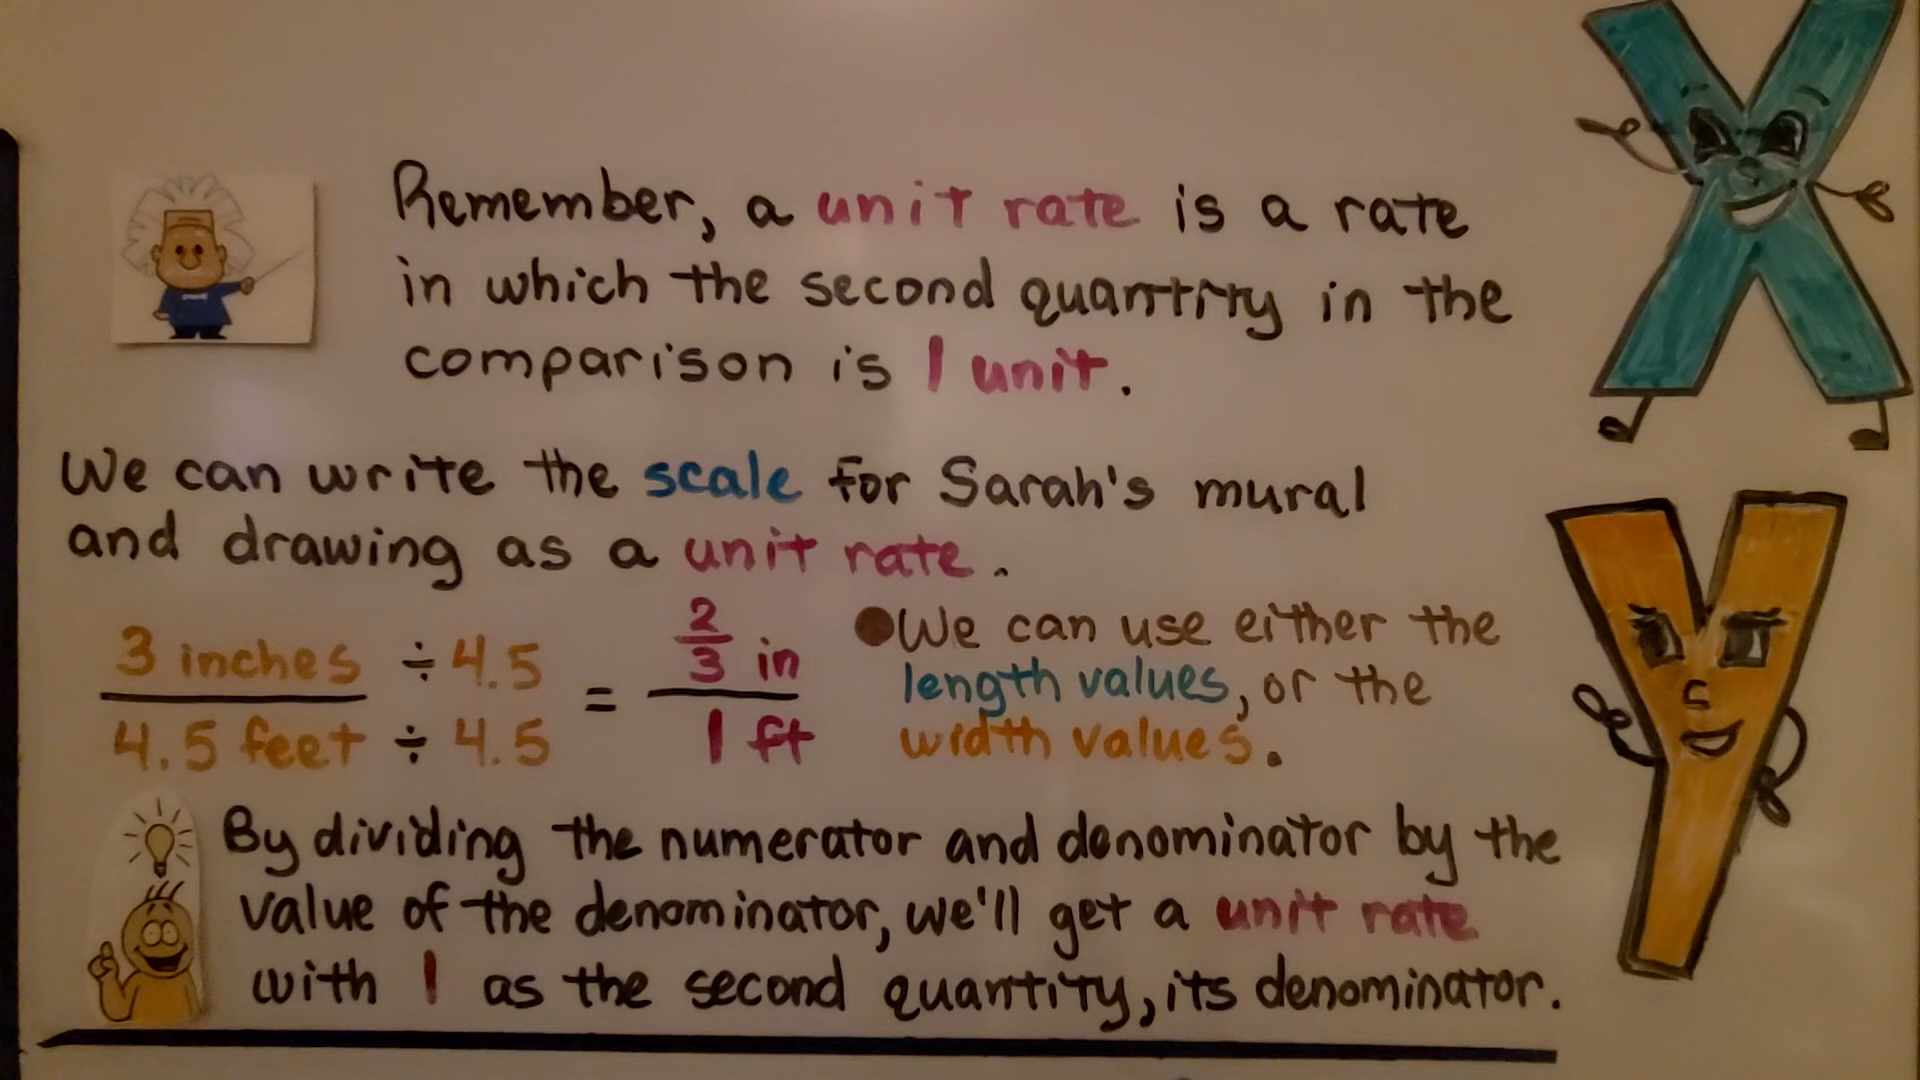 Remember, a unit rate is a rate
in which the second quantity in the
comparison is 1 unit.
We can write the scale for Sarah's mural
and drawing as a unit rate.
3 inches ÷ 4.5
4.5 feet ÷ 4.5
=
2/3 in
1 ft
●We can use either the
length values, or the
width values.
By dividing the numerator and denominator by the
value of the denominator, we'll get a unit rate
with 1 as the second quantity, its denominator.